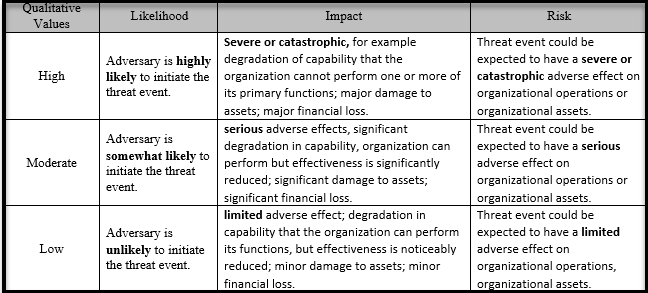 Qualitative
Values
Likelihood
Impact
Risk
High
Adversary is highly
likely to initiate the
threat event.
Severe or catastrophic, for example
degradation of capability that the
organization cannot perform one or more of
its primary functions; major damage to
assets; major financial loss.
Threat event could be
expected to have a severe or
catastrophic adverse effect on
organizational operations or
organizational assets.
Moderate
Adversary is
somewhat likely to
initiate the threat
event.
serious adverse effects, significant
degradation in capability, organization can
perform but effectiveness is significantly
reduced; significant damage to assets;
significant financial loss.
Threat event could be
expected to have a serious
adverse effect on
organizational operations or
organizational assets.
Low
Adversary is
unlikely to initiate
the threat event.
limited adverse effect; degradation in
capability that the organization can perform
its functions, but effectiveness is noticeably
reduced; minor damage to assets; minor
financial loss.
Threat event could be
expected to have a limited
adverse effect on
organizational operations,
organizational assets.